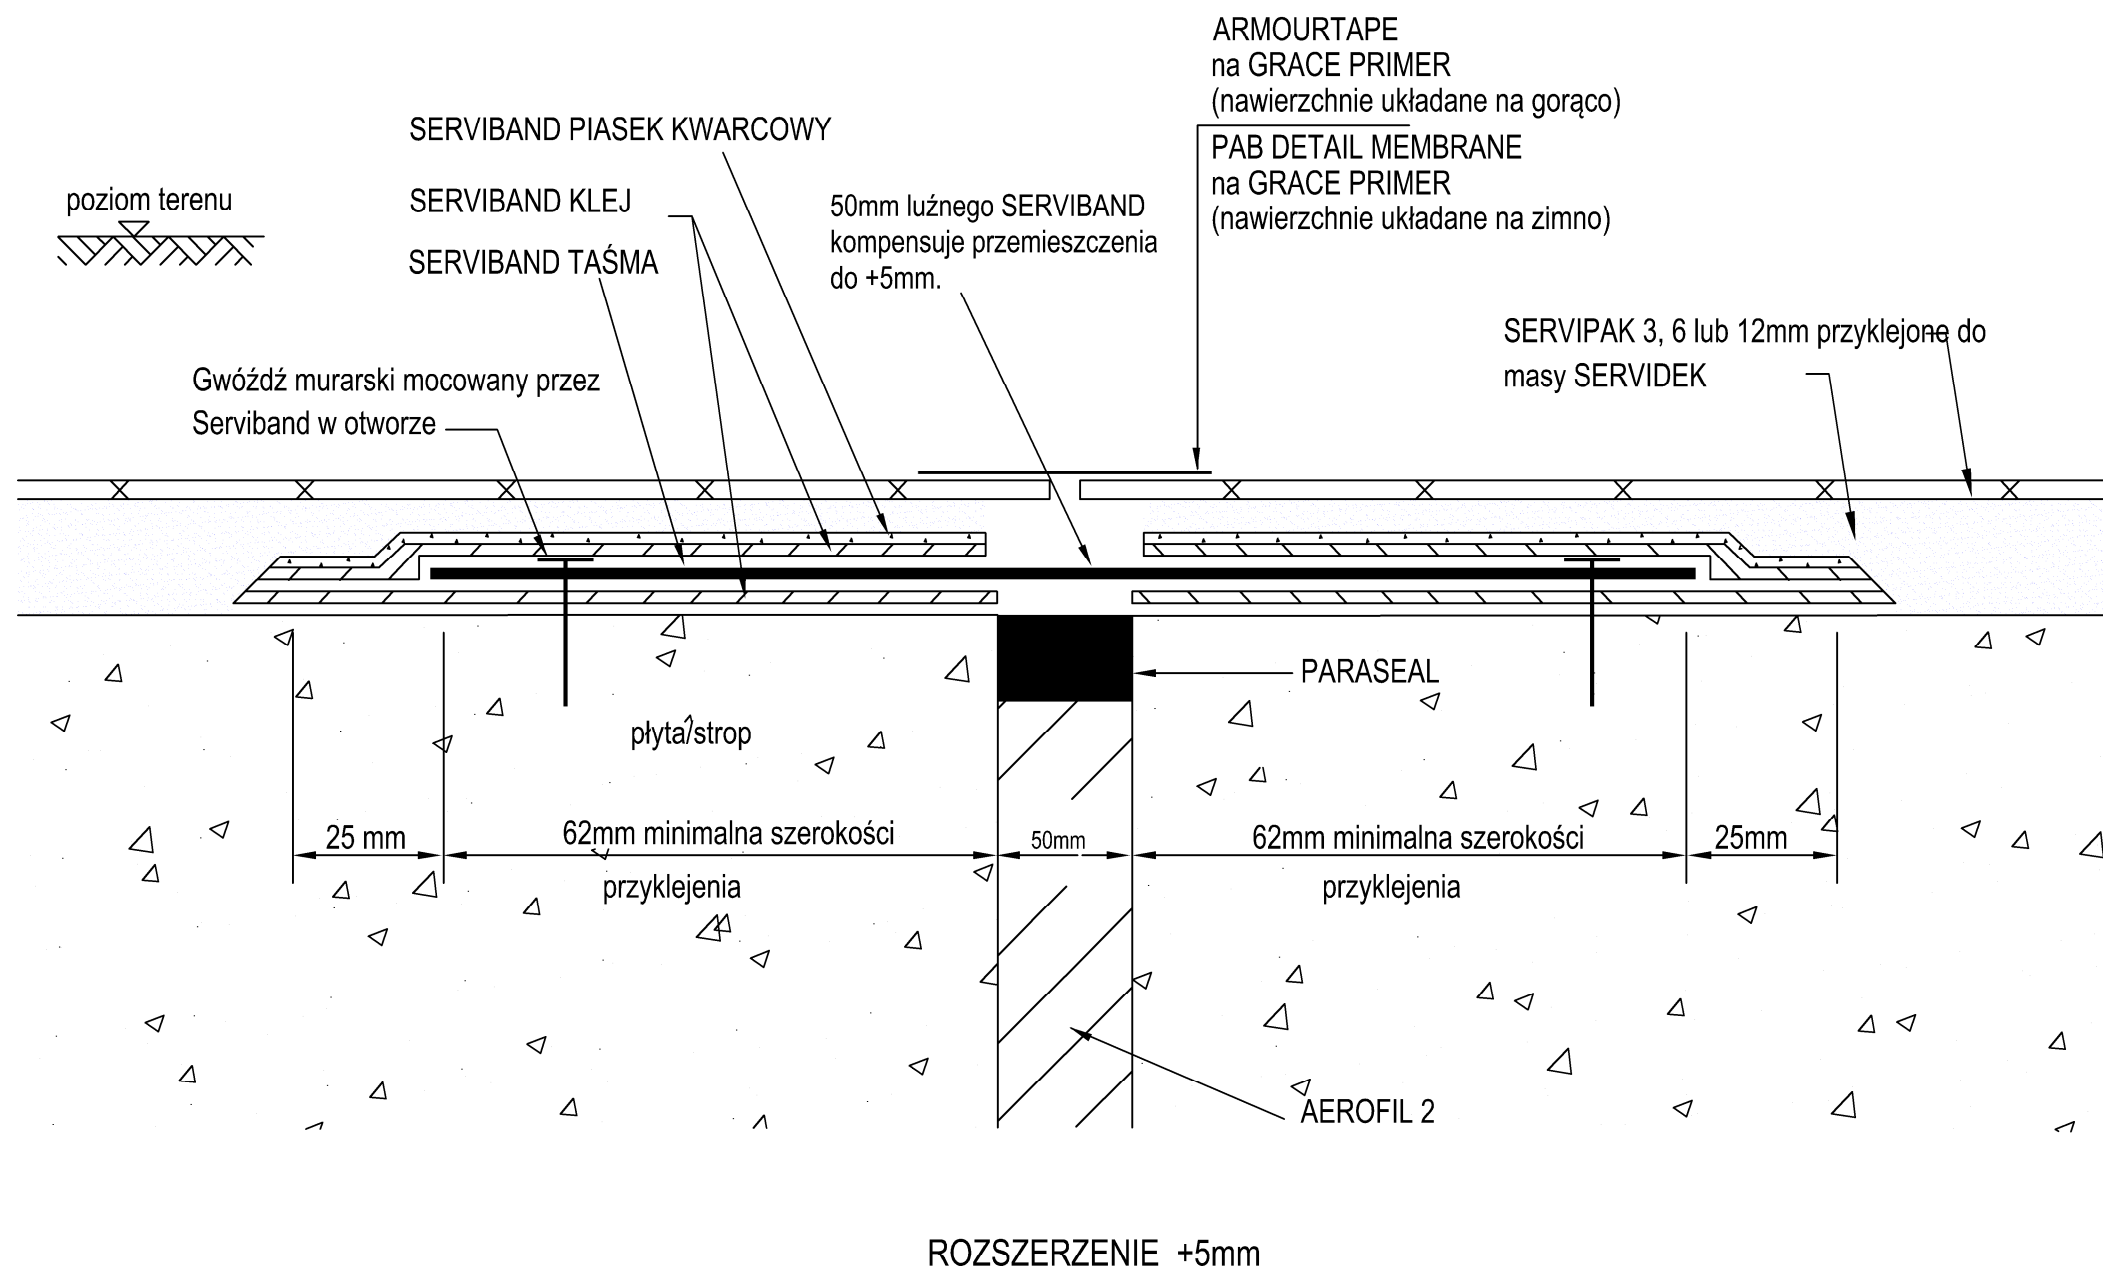 ARMOURTAPE
na GRACE PRIMER
(nawierzchnie układane na gorąco)
PAB DETAIL MEMBRANE
na GRACE PRIMER
(nawierzchnie układane na zimno)
SERVIBAND PIASEK KWARCOWY
SERVIBAND KLEJ
SERVIBAND TAŚMA
poziom terenu
50mm luźnego SERVIBAND
kompensuje przemieszczenia
do +5mm.
SERVIPAK 3, 6 lub 12mm przyklejone do
masy SERVIDEK
Gwóźdź murarski mocowany przez
Serviband w otworze
PARASEAL
płyta/strop
25 mm
62mm minimalna szerokości
przyklejenia
50mm
62mm minimalna szerokości
przyklejenia
25mm
AEROFIL 2
ROZSZERZENIE +5mm